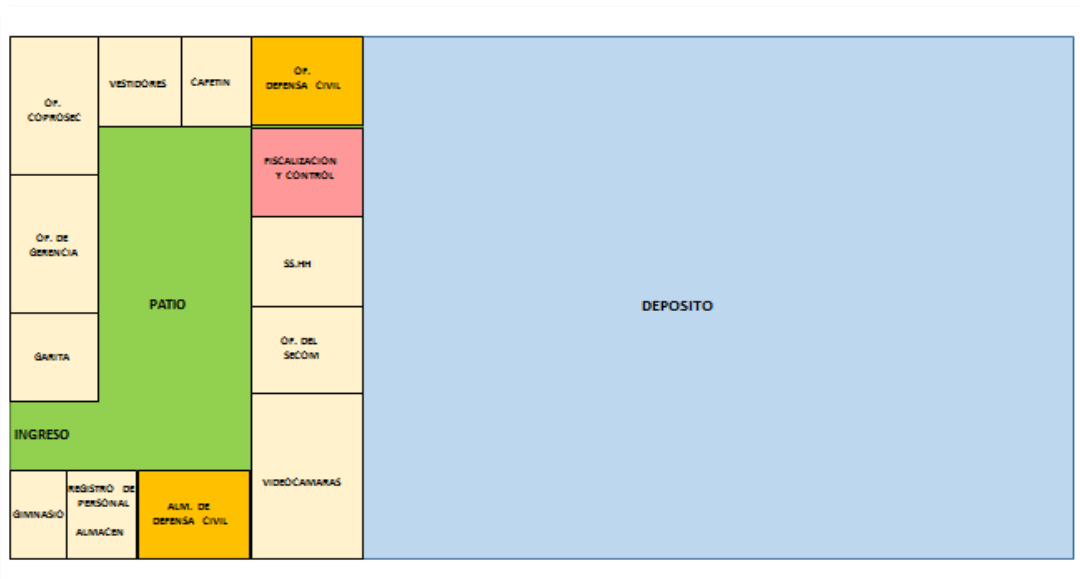 OF.
COPROSEC
VESTIDORES
CAFETIN
OF.
DEFENSA CIVIL
FISCALIZACION
Y CONTROL
OF. DE
GERENCIA
SS.HH
PATIO
DEPOSITO
GARITA
OF. DEL
SECOM
INGRESO
GIMNASIO
REGISTRO DE
PERSONAL
ALMACEN
ALM. DE
DEFENSA CIVIL
VIDEOCAMARAS